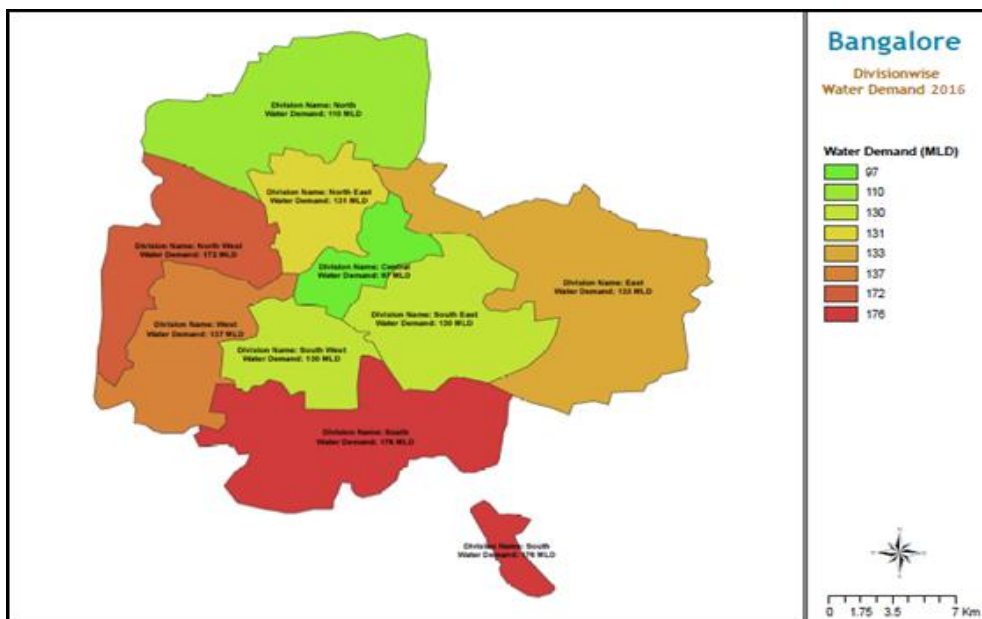 Bangalore
Divisionwise
Water Demand 2016
Water Demand (MLD)
97
110
130
131
133
137
172
176
0 1.75 3.5 7 Km
Division Name: North
Water Demand: 110 MLD
Division Name: North East
Water Demand: 131 MLD
Division Name: North West
Water Demand: 172 MLD
Division Name: Central
Water Demand: 97 MLD
Division Name: East
Water Demand: 133 MLD
Division Name: South East
Water Demand: 130 MLD
Division Name: West
Water Demand: 137 MLD
Division Name: South West
Water Demand: 130 MLD
Division Name: South
Water Demand: 176 MLD
Division Name: South
Water Demand: 176 MLD